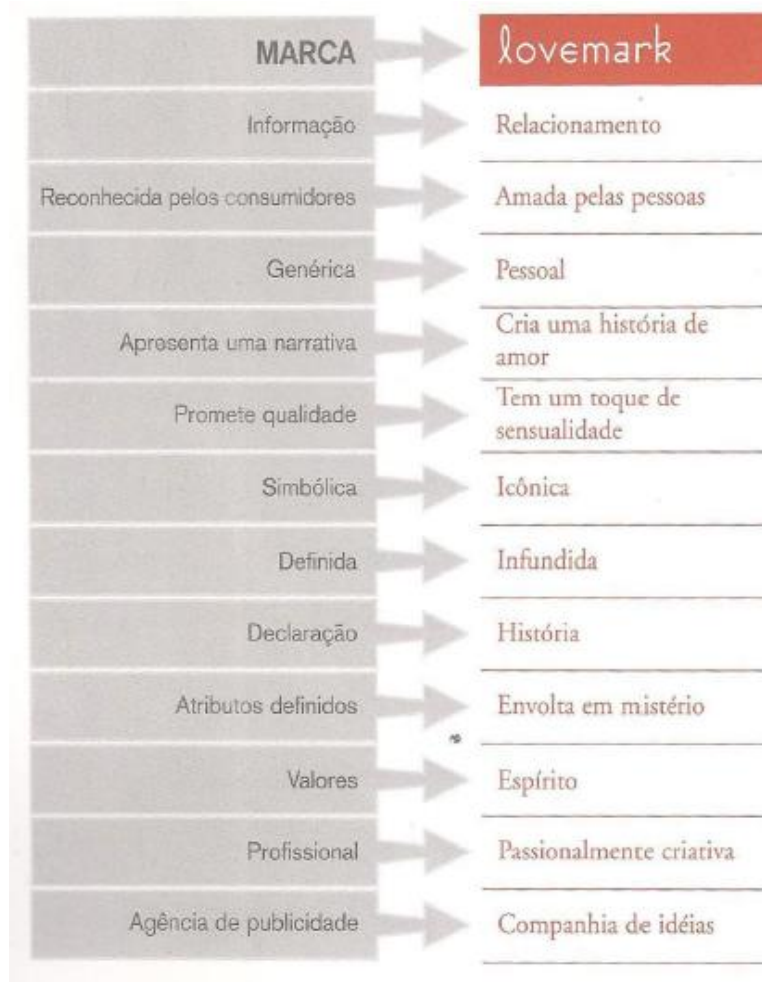 MARCA lovemark
Informação Relacionamento
Reconhecida pelos consumidores Amada pelas pessoas
Genérica Pessoal
Apresenta uma narrativa Cria uma história de
amor
Promete qualidade Tem um toque de
sensualidade
Simbólica Icônica
Definida Infundida
Declaração História
Atributos definidos Envolta em mistério
Valores Espírito
Profissional Passionalmente criativa
Agência de publicidade Companhia de idéias